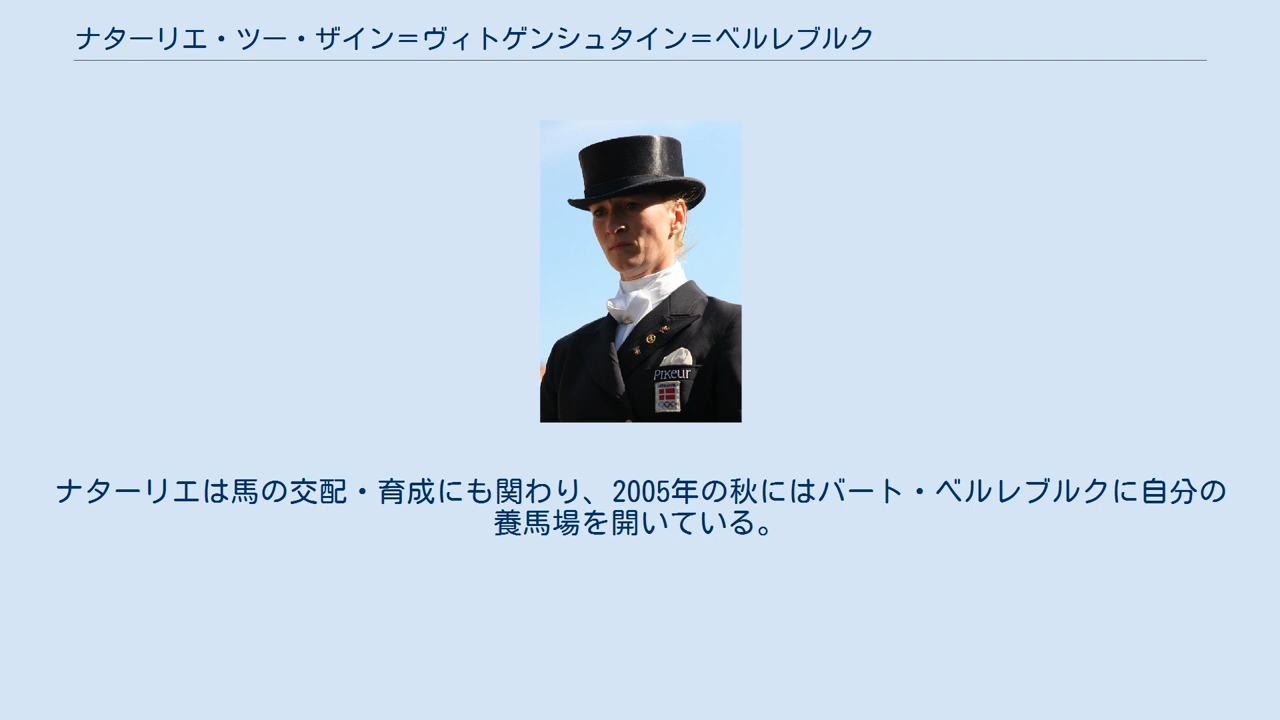 ナターリエ・ツー・ザイン＝ヴィトゲンシュタイン＝ベルレブルク
Pikeur
ナターリエは馬の交配・育成にも関わり、2005年の秋にはバート・ベルレブルクに自分の
養馬場を開いている。